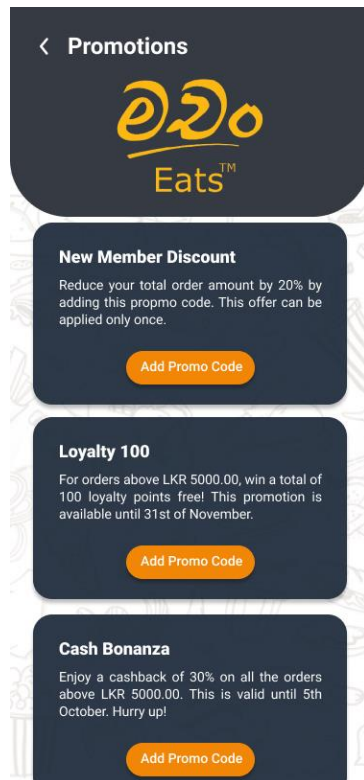 Promotions
මචං
Eats™
New Member Discount
Reduce your total order amount by 20% by
adding this propmo code. This offer can be
applied only once.
Add Promo Code
Loyalty 100
For orders above LKR 5000.00, win a total of
100 loyalty points free! This promotion is
available until 31st of November.
Add Promo Code
Cash Bonanza
Enjoy a cashback of 30% on all the orders
above LKR 5000.00. This is valid until 5th
October. Hurry up!
Add Promo Code